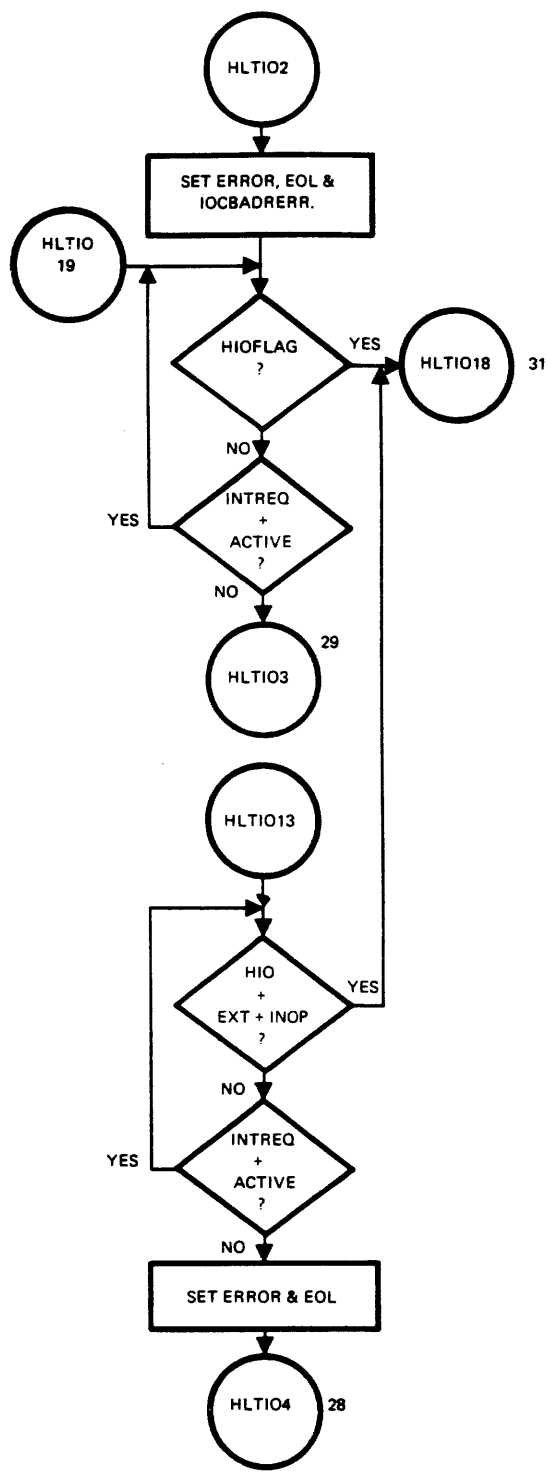 HLTIO2
SET ERROR, EOL &
IOCBADRERR.
HLTIO
19
HIOFLAG
?
YES
HLTIO18
31
NO
INTREQ
+
ACTIVE
?
YES
NO
29
HLTIO3
HLTIO13
HIO
+
EXT + INOP
?
YES
NO
INTREQ
+
ACTIVE
?
YES
NO
SET ERROR & EOL
HLTIO4
28